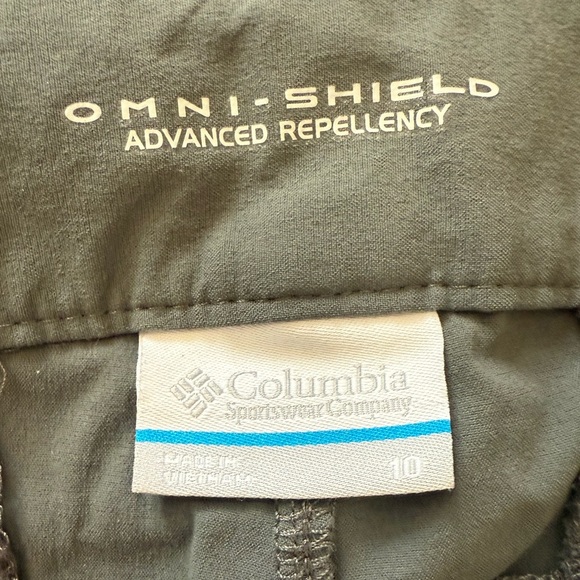 OMNI-SHIELD
ADVANCED REPELLENCY
Columbia
Sportswear Company
MADE IN
VIETNAM
10